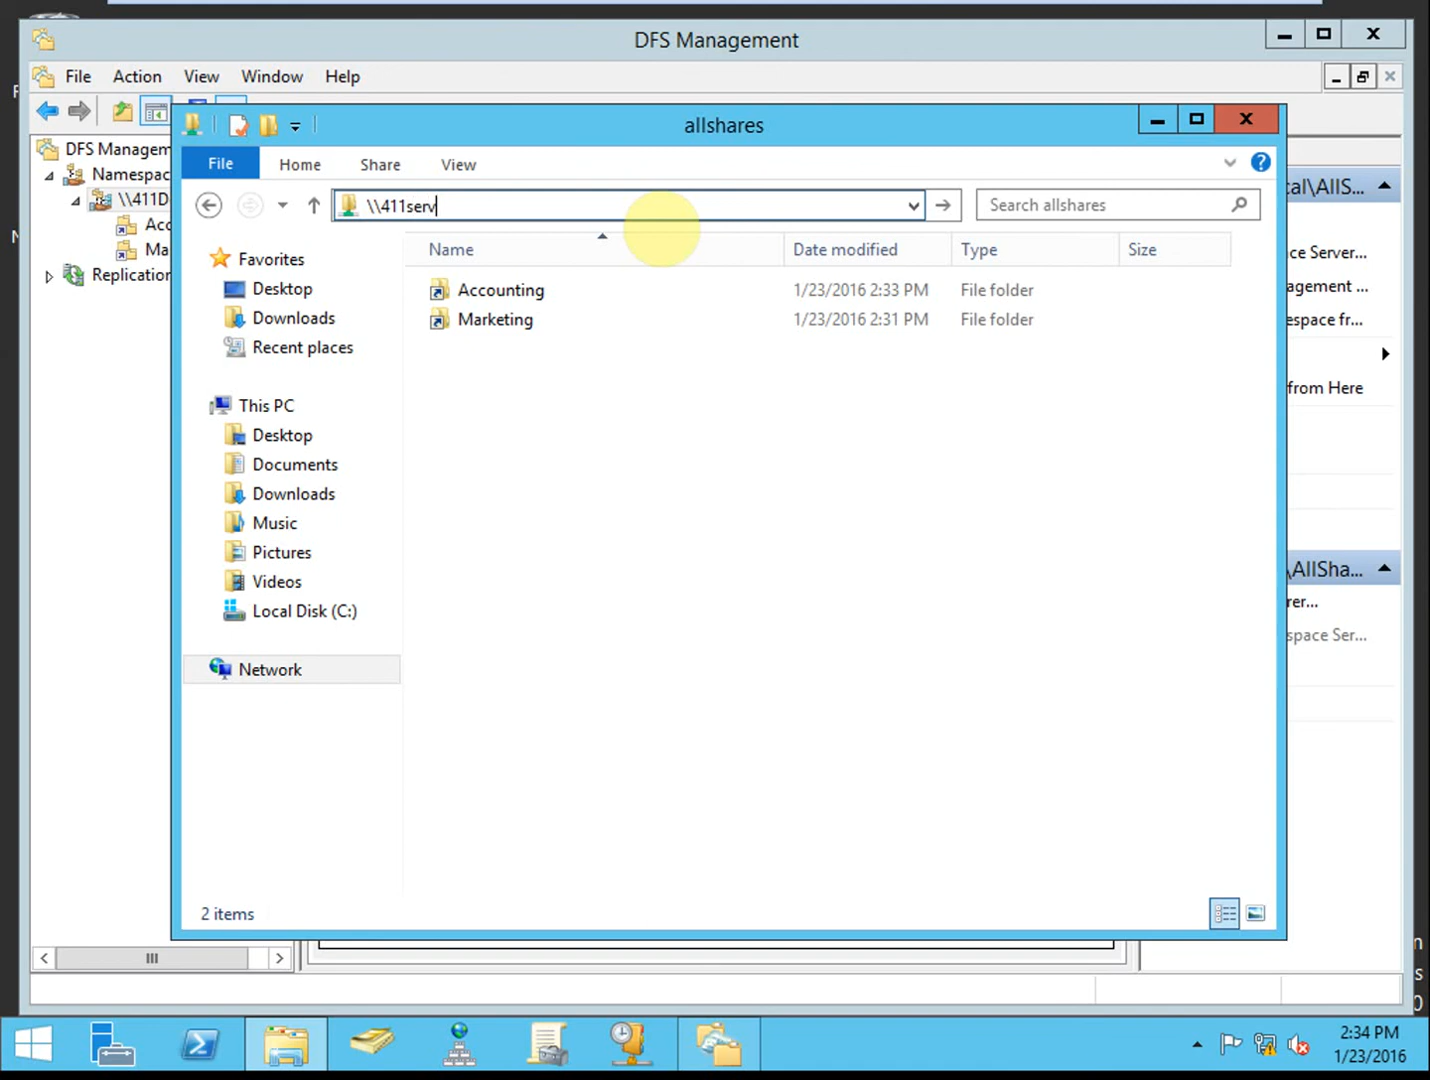 DFS Management
File Action View Window Help
allshares
File Home Share View
\\411serv
Search allshares
DFS Managem
Namespac
\\411D
Acc
Ma
Replication
Name Date modified Type Size
Accounting 1/23/2016 2:33 PM File folder
Marketing 1/23/2016 2:31 PM File folder
Favorites
Desktop
Downloads
Recent places
This PC
Desktop
Documents
Downloads
Music
Pictures
Videos
Local Disk (C:)
Network
2 items
cal\AllS...
ce Server...
agement ...
espace fr...
from Here
\AllSha...
rer...
space Ser...
n
s
0
2:34 PM
1/23/2016